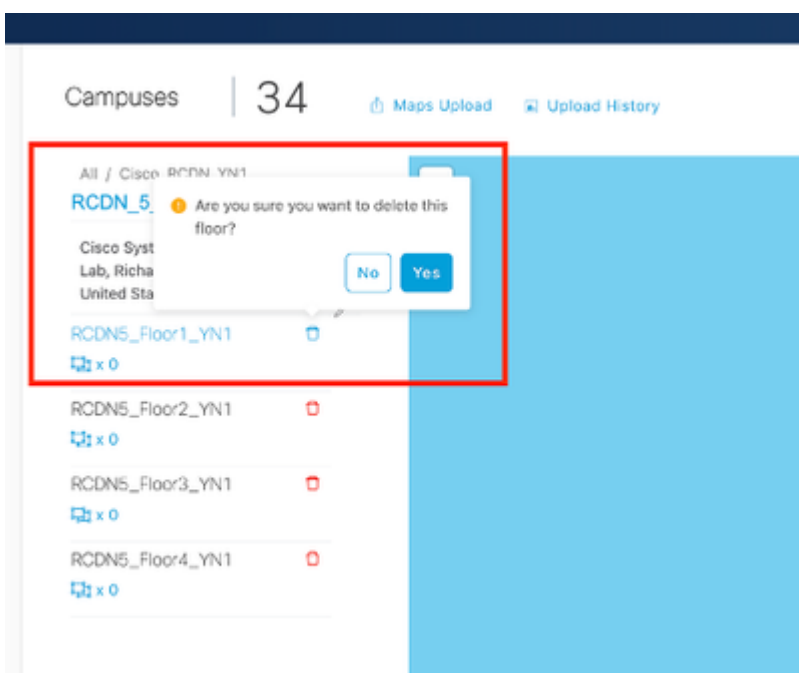 Campuses 34 Maps Upload Upload History
All / Cisco_RCDN_YN1
RCDN_5_
Are you sure you want to delete this
floor?
Cisco Syst
Lab, Richa
United Sta
No Yes
RCDN5_Floor1_YN1
x 0
RCDN5_Floor2_YN1
x 0
RCDN5_Floor3_YN1
x 0
RCDN5_Floor4_YN1
x 0